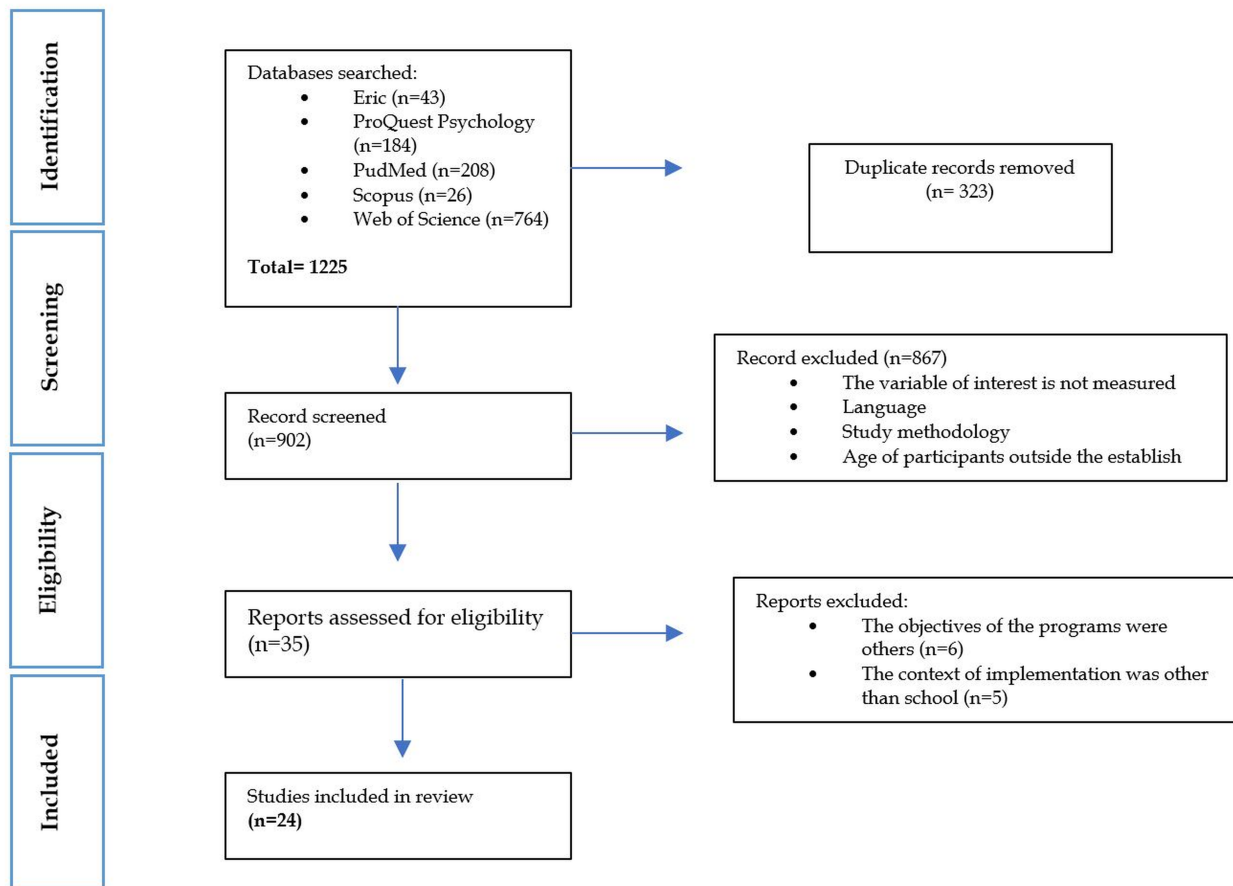 Identification
Databases searched:
• Eric (n=43)
• ProQuest Psychology
(n=184)
• PudMed (n=208)
• Scopus (n=26)
• Web of Science (n=764)
Total= 1225
Duplicate records removed
(n= 323)
Screening
Record screened
(n=902)
Record excluded (n=867)
• The variable of interest is not measured
• Language
• Study methodology
• Age of participants outside the establish
Eligibility
Reports assessed for eligibility
(n=35)
Reports excluded:
• The objectives of the programs were
others (n=6)
• The context of implementation was other
than school (n=5)
Included
Studies included in review
(n=24)